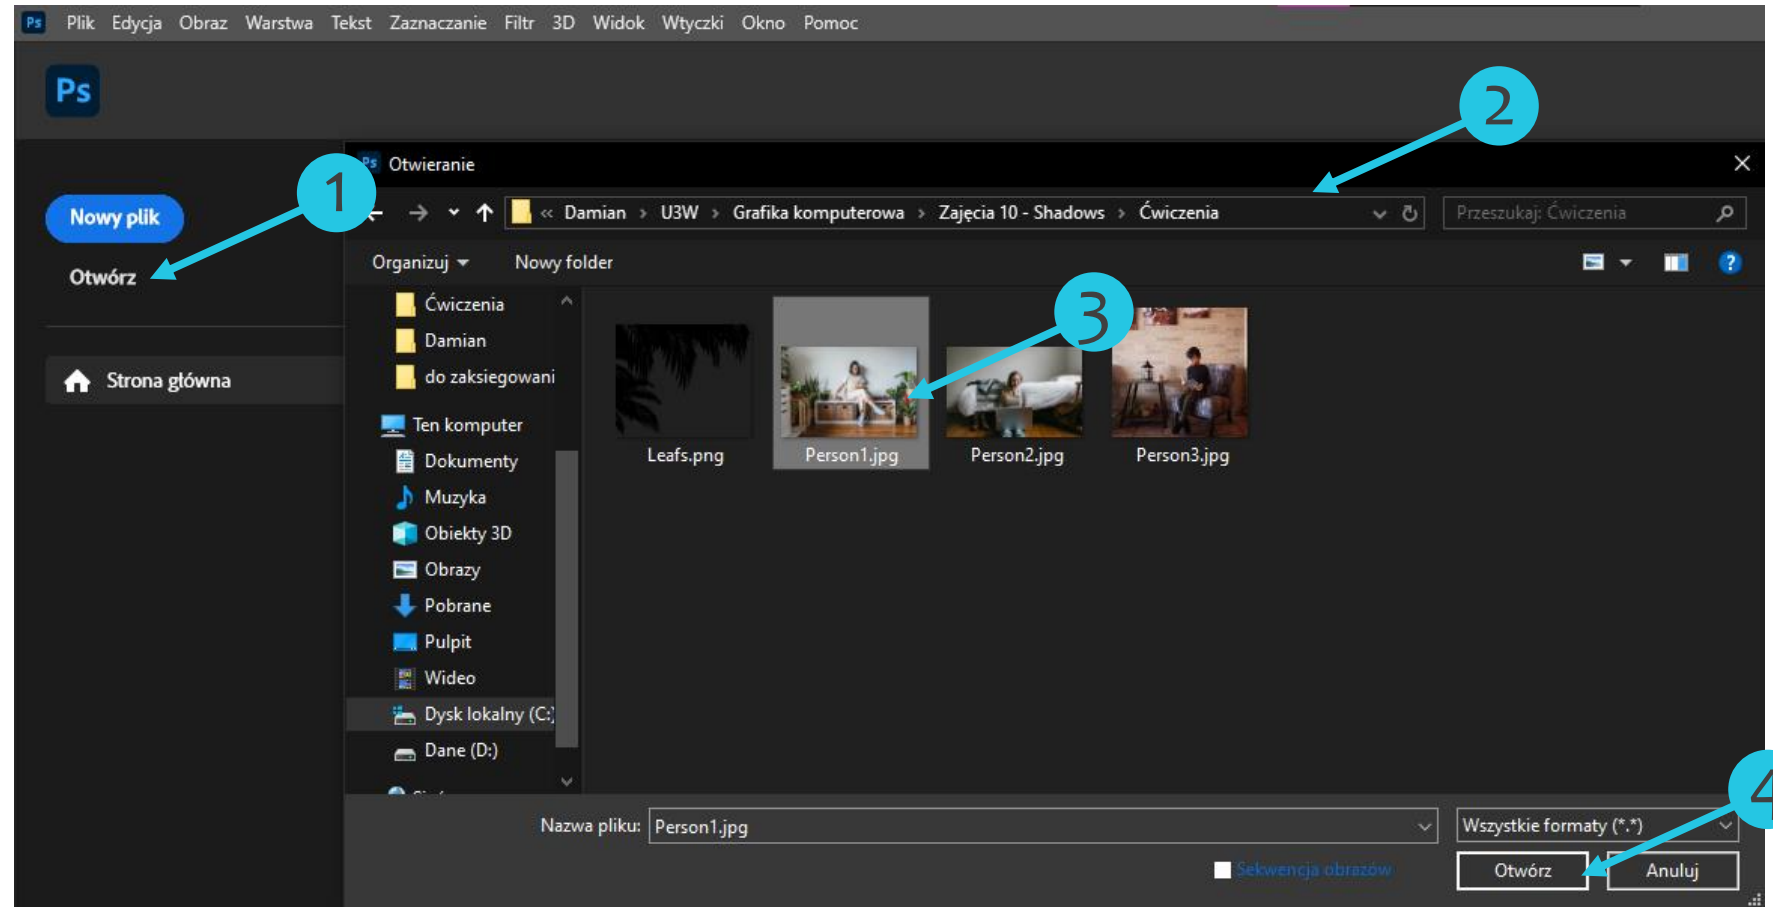 Ps Plik Edycja Obraz Warstwa Tekst Zaznaczanie Filtr 3D Widok Wtyczki Okno Pomoc
Ps
2
1
Ps Otwieranie
Nowy plik
« Damian > U3W > Grafika komputerowa > Zajęcia 10 - Shadows > Ćwiczenia
Przeszukaj: Ćwiczenia
Otwórz
Organizuj Nowy folder
?
Strona główna
Ćwiczenia
Damian
do zaksiegowani
Ten komputer
Dokumenty
Muzyka
Obiekty 3D
Obrazy
Pobrane
Pulpit
Wideo
Dysk lokalny (C:)
Dane (D:)
3
Leafs.png
Person1.jpg
Person2.jpg
Person3.jpg
4
Nazwa pliku: Person1.jpg
Wszystkie formaty (*.*)
Sekwencja obrazów
Otwórz
Anuluj